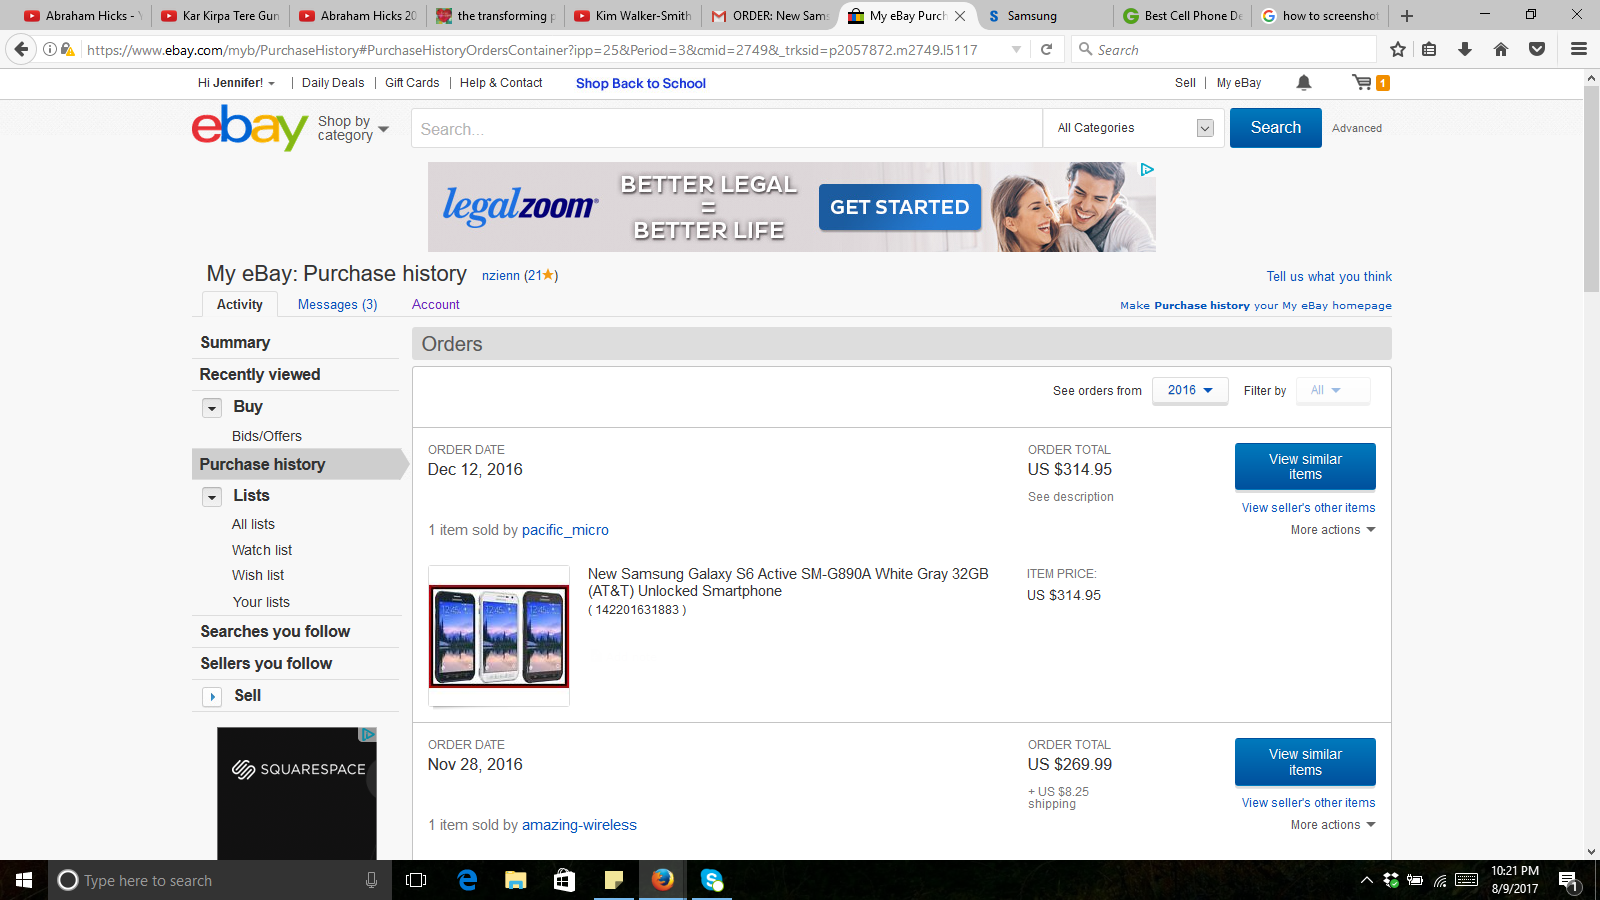 Abraham Hicks -
Kar Kirpa Tere Gun
Abraham Hicks 20
the transforming p
Kim Walker-Smith
ORDER: New Sams
My eBay Purch
Samsung
Best Cell Phone De
how to screenshot
https://www.ebay.com/myb/PurchaseHistory#PurchaseHistoryOrdersContainer?ipp=25&Period=3&cmid=2749&_trksid=p2057872.m2749.l5117
Search
Hi Jennifer!
Daily Deals
Gift Cards
Help & Contact
Shop Back to School
Sell
My eBay
1
ebay
Shop by
category
Search...
All Categories
Search
Advanced
legalzoom
BETTER LEGAL
=
BETTER LIFE
GET STARTED
My eBay: Purchase history
nzienn (21★)
Tell us what you think
Activity
Messages (3)
Account
Make Purchase history your My eBay homepage
Summary
Recently viewed
Buy
Bids/Offers
Purchase history
Lists
All lists
Watch list
Wish list
Your lists
Searches you follow
Sellers you follow
Sell
SQUARESPACE
Orders
See orders from
2016
Filter by
All
ORDER DATE
Dec 12, 2016
ORDER TOTAL
US $314.95
See description
View similar
items
View seller's other items
More actions
1 item sold by pacific_micro
New Samsung Galaxy S6 Active SM-G890A White Gray 32GB
(AT&T) Unlocked Smartphone
( 142201631883 )
ITEM PRICE:
US $314.95
12:45
12:45
12:45
ORDER DATE
Nov 28, 2016
ORDER TOTAL
US $269.99
+ US $8.25
shipping
View similar
items
View seller's other items
More actions
1 item sold by amazing-wireless
Type here to search
10:21 PM
8/9/2017
1